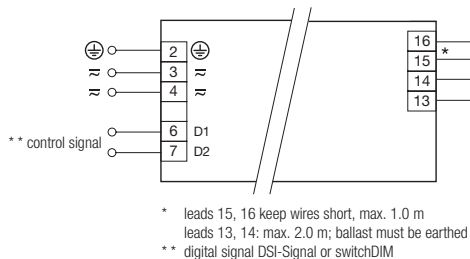 2
3 ≂
4 ≂
6 D1
7 D2
** control signal
16
15 *
14
13
* leads 15, 16 keep wires short, max. 1.0 m
leads 13, 14: max. 2.0 m; ballast must be earthed
** digital signal DSI-Signal or switchDIM